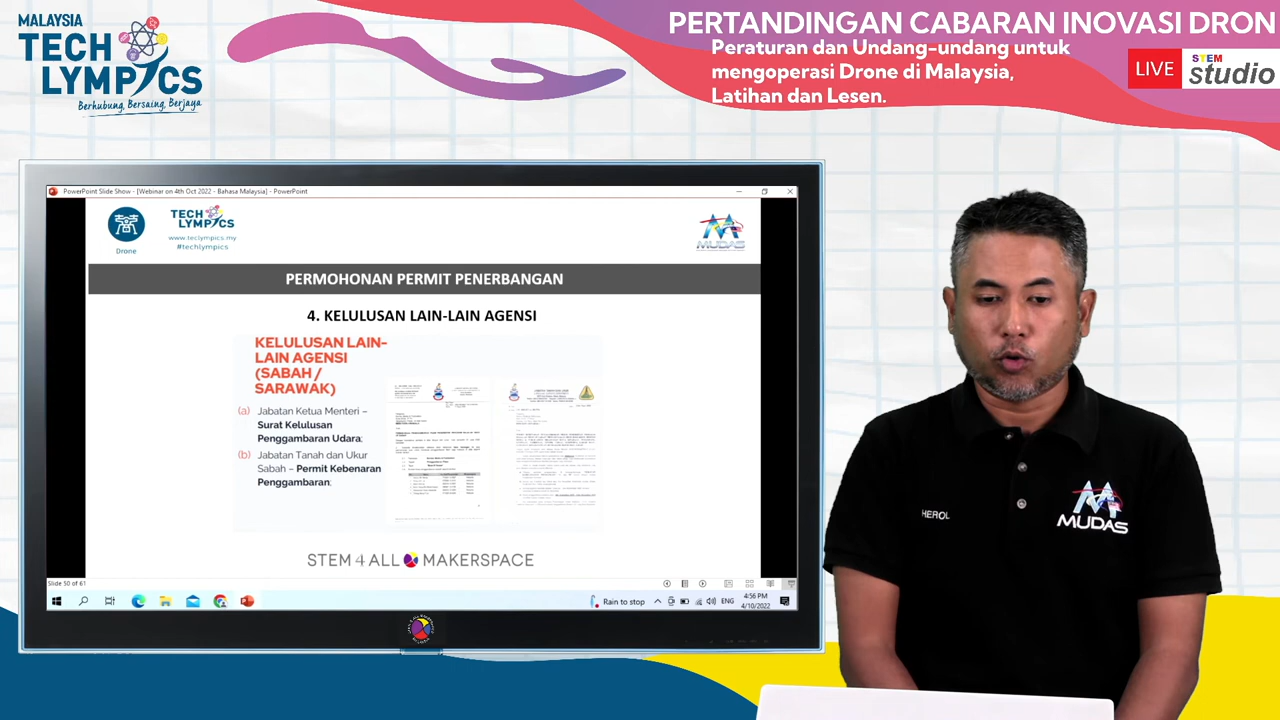 MALAYSIA
TECH
LYMPICS
Berhubung, Bersaing, Berjaya
PERTANDINGAN CABARAN INOVASI DRON
Peraturan dan Undang-undang untuk
mengoperasi Drone di Malaysia,
Latihan dan Lesen.
LIVE
STEM
studio
PowerPoint Slide Show - [Webinar on 4th Oct 2022 - Bahasa Malaysia] - PowerPoint
Drone
TECH
LYMPICS
www.teclympics.my
#techlympics
MUDAS
PERMOHONAN PERMIT PENERBANGAN
4. KELULUSAN LAIN-LAIN AGENSI
KELULUSAN LAIN-
LAIN AGENSI
(SABAH /
SARAWAK)
(a) Jabatan Ketua Menteri –
Surat Kelulusan
Penggambaran Udara;
(b) Jabatan Tanah dan Ukur
Sabah – Permit Kebenaran
Penggambaran;
STEM 4 ALL MAKERSPACE
Slide 50 of 61
Rain to stop
ENG
4:56 PM
4/10/2022
HEROL
MUDAS